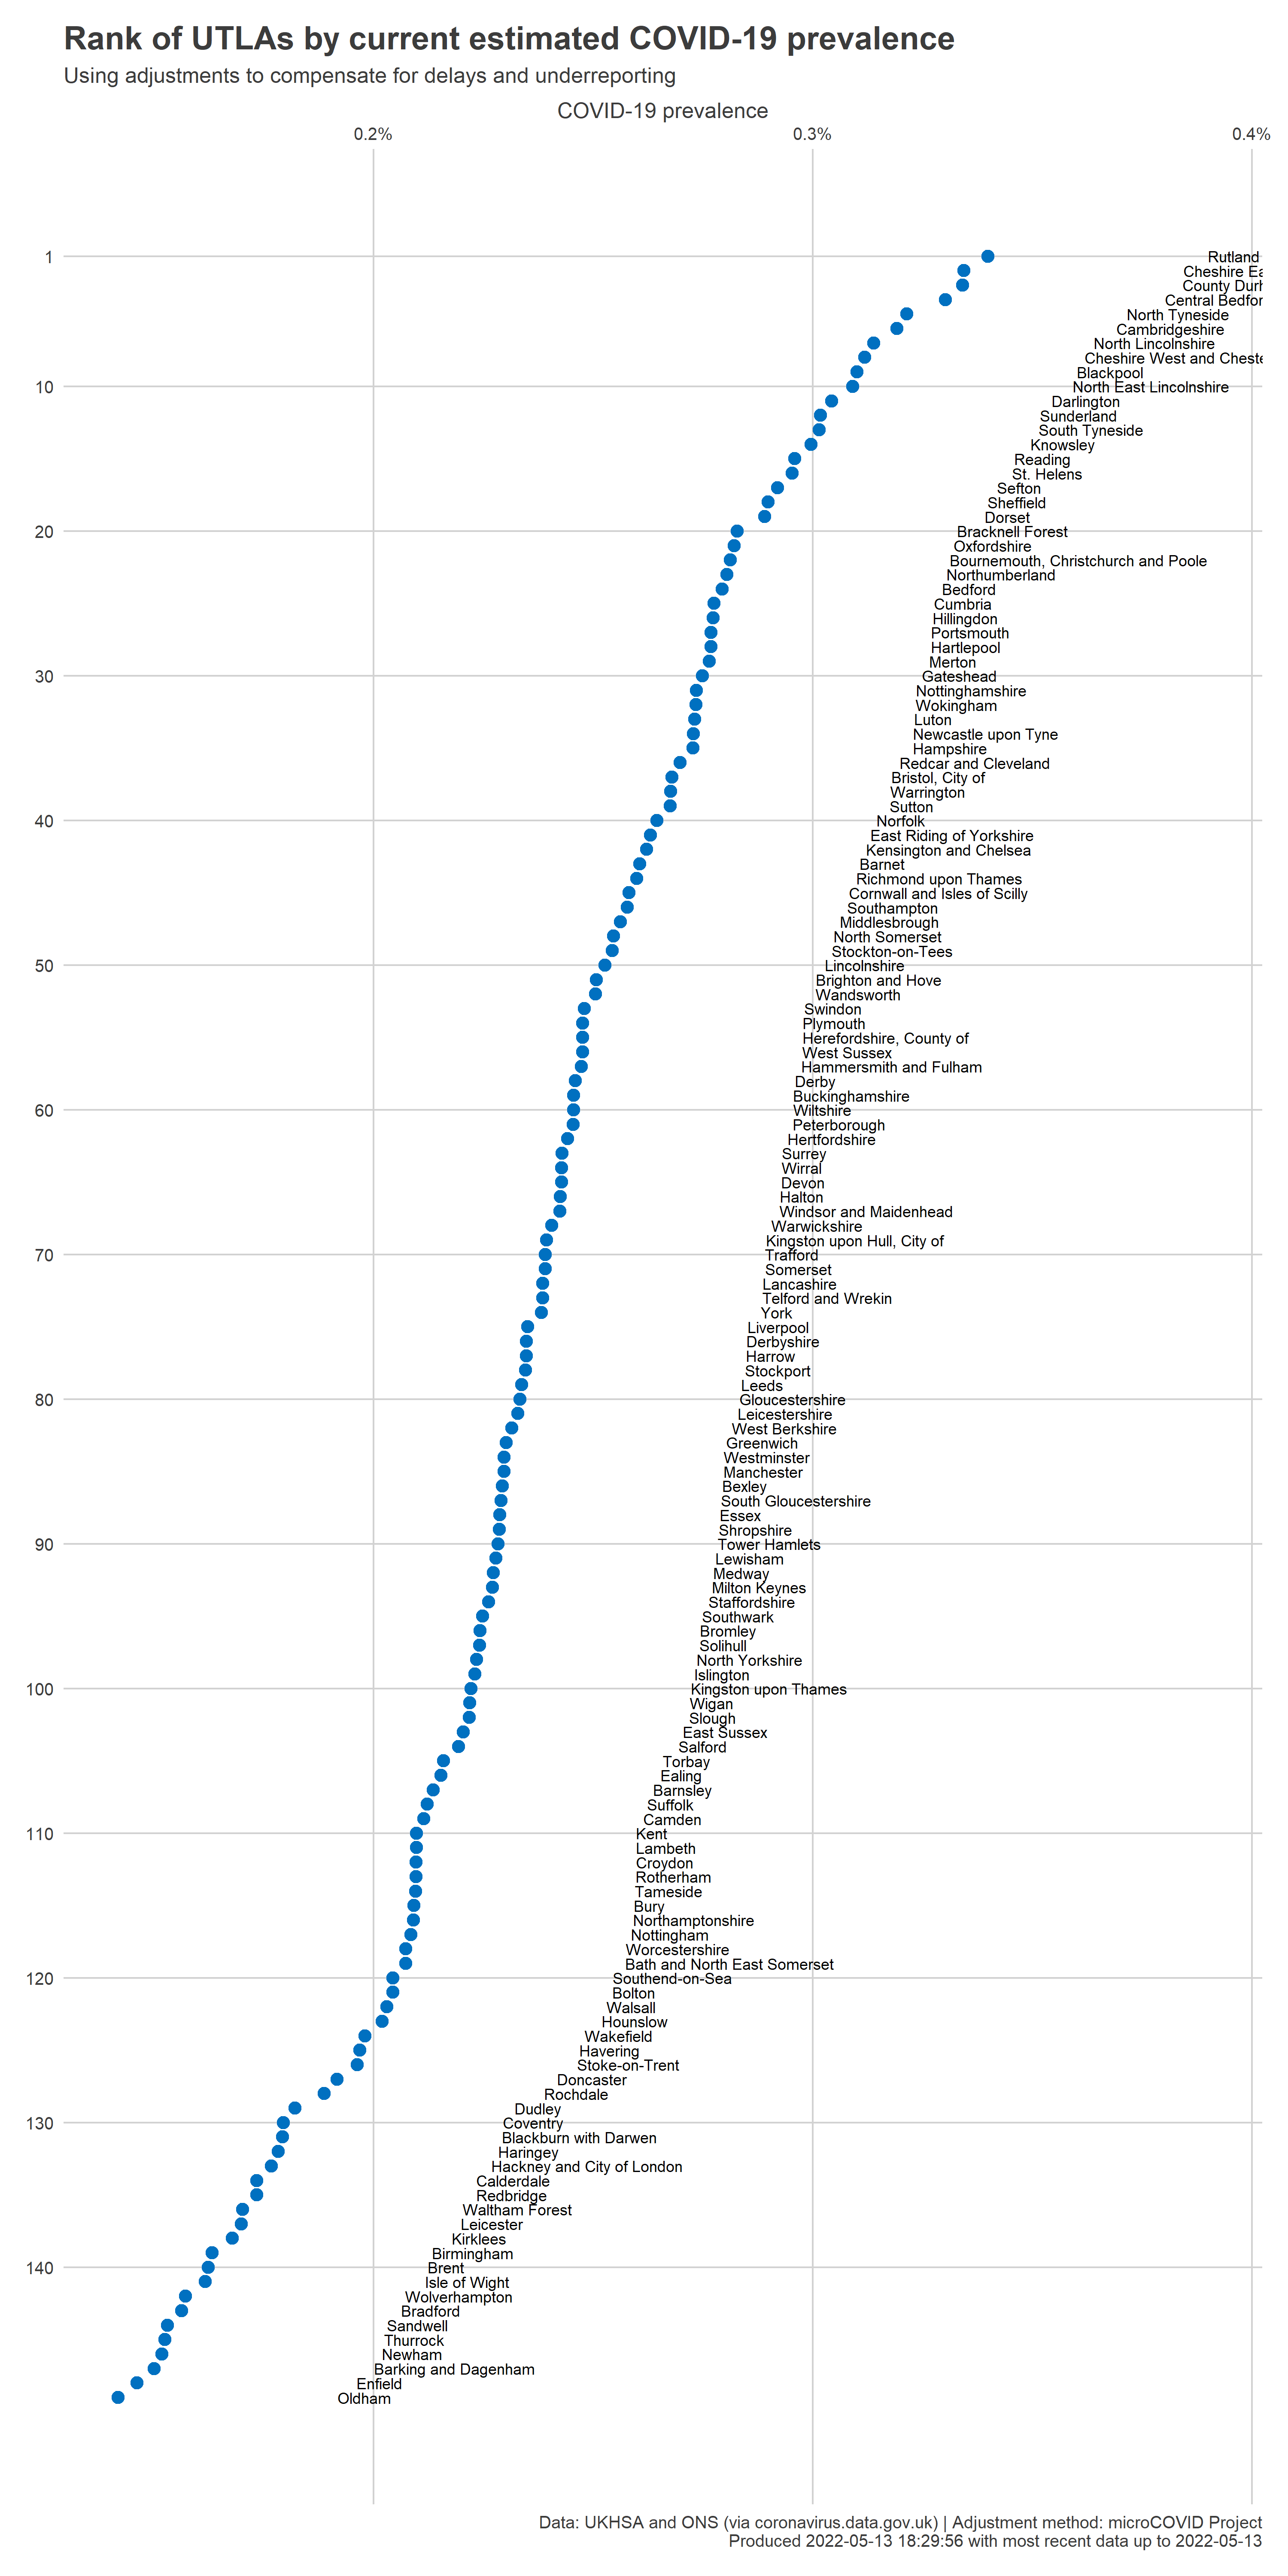 Rank of UTLAs by current estimated COVID-19 prevalence
Using adjustments to compensate for delays and underreporting
COVID-19 prevalence
0.2% 0.3% 0.4%
1 Rutland
Cheshire Ea
County Durh
Central Bedfor
North Tyneside
Cambridgeshire
North Lincolnshire
Cheshire West and Cheste
Blackpool
10 North East Lincolnshire
Darlington
Sunderland
South Tyneside
Knowsley
Reading
St. Helens
Sefton
Sheffield
Dorset
20 Bracknell Forest
Oxfordshire
Bournemouth, Christchurch and Poole
Northumberland
Bedford
Cumbria
Hillingdon
Portsmouth
Hartlepool
Merton
30 Gateshead
Nottinghamshire
Wokingham
Luton
Newcastle upon Tyne
Hampshire
Redcar and Cleveland
Bristol, City of
Warrington
Sutton
40 Norfolk
East Riding of Yorkshire
Kensington and Chelsea
Barnet
Richmond upon Thames
Cornwall and Isles of Scilly
Southampton
Middlesbrough
North Somerset
Stockton-on-Tees
50 Lincolnshire
Brighton and Hove
Wandsworth
Swindon
Plymouth
Herefordshire, County of
West Sussex
Hammersmith and Fulham
Derby
Buckinghamshire
60 Wiltshire
Peterborough
Hertfordshire
Surrey
Wirral
Devon
Halton
Windsor and Maidenhead
Warwickshire
Kingston upon Hull, City of
70 Trafford
Somerset
Lancashire
Telford and Wrekin
York
Liverpool
Derbyshire
Harrow
Stockport
Leeds
80 Gloucestershire
Leicestershire
West Berkshire
Greenwich
Westminster
Manchester
Bexley
South Gloucestershire
Essex
Shropshire
90 Tower Hamlets
Lewisham
Medway
Milton Keynes
Staffordshire
Southwark
Bromley
Solihull
North Yorkshire
Islington
100 Kingston upon Thames
Wigan
Slough
East Sussex
Salford
Torbay
Ealing
Barnsley
Suffolk
Camden
110 Kent
Lambeth
Croydon
Rotherham
Tameside
Bury
Northamptonshire
Nottingham
Worcestershire
Bath and North East Somerset
120 Southend-on-Sea
Bolton
Walsall
Hounslow
Wakefield
Havering
Stoke-on-Trent
Doncaster
Rochdale
Dudley
130 Coventry
Blackburn with Darwen
Haringey
Hackney and City of London
Calderdale
Redbridge
Waltham Forest
Leicester
Kirklees
Birmingham
140 Brent
Isle of Wight
Wolverhampton
Bradford
Sandwell
Thurrock
Newham
Barking and Dagenham
Enfield
Oldham
Data: UKHSA and ONS (via coronavirus.data.gov.uk) | Adjustment method: microCOVID Project
Produced 2022-05-13 18:29:56 with most recent data up to 2022-05-13